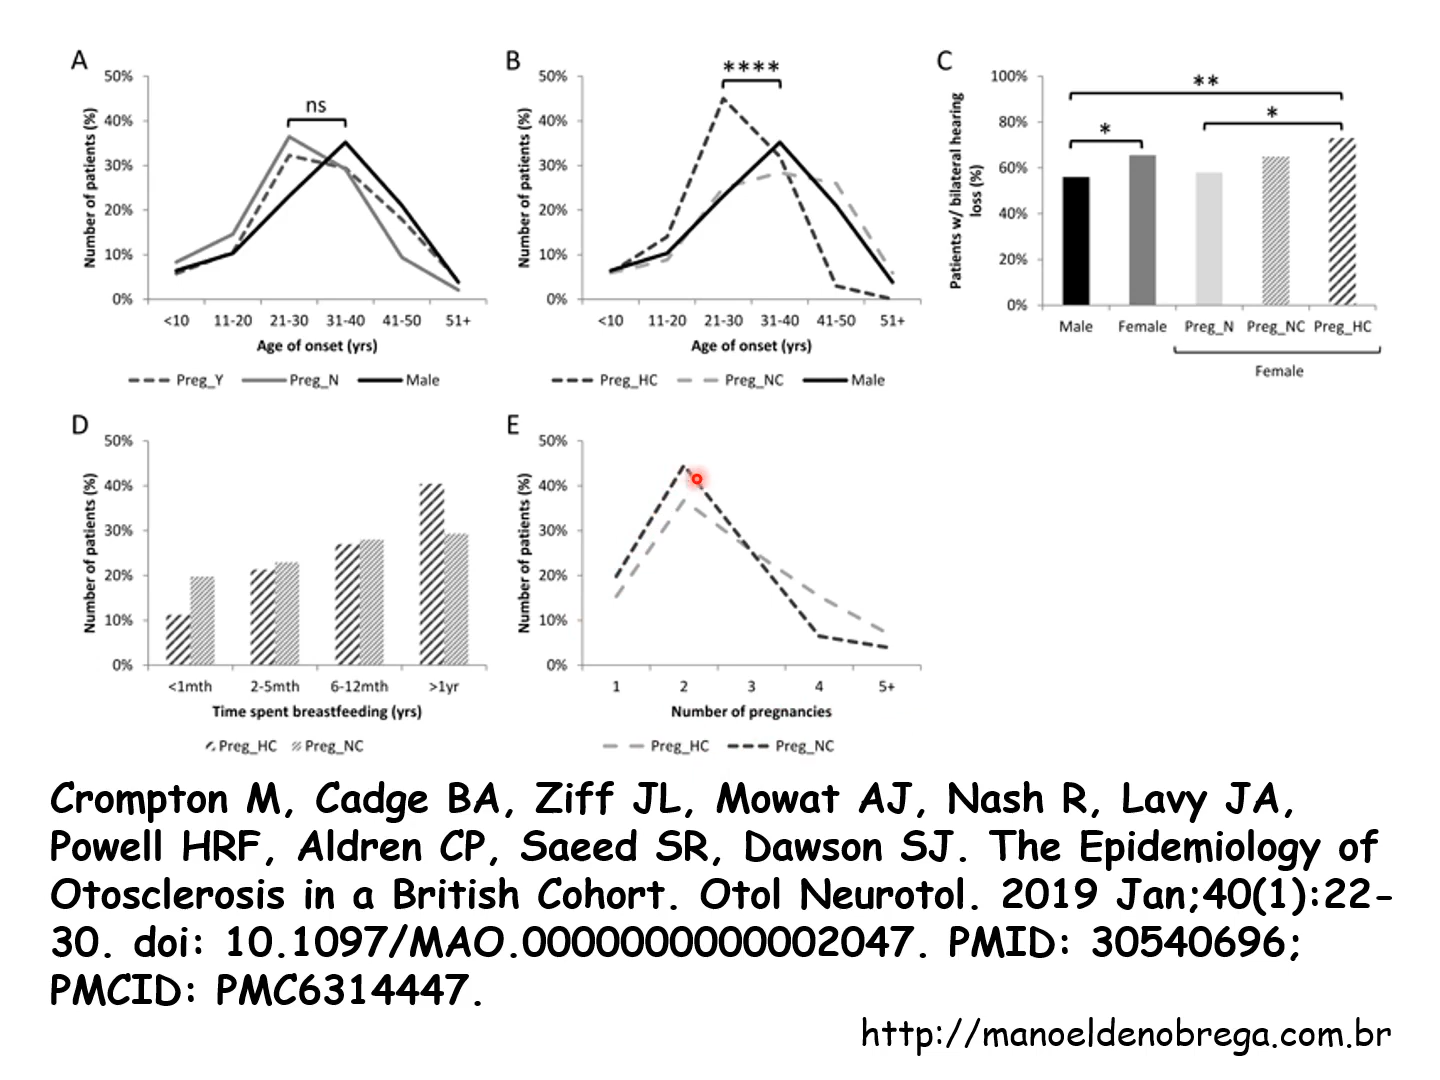 A
50%
40%
30%
20%
10%
0%
Number of patients (%)
ns
<10 11-20 21-30 31-40 41-50 51+
Age of onset (yrs)
Preg_Y Preg_N Male
B
50%
40%
30%
20%
10%
0%
Number of patients (%)
****
<10 11-20 21-30 31-40 41-50 51+
Age of onset (yrs)
Preg_HC Preg_NC Male
C
100%
80%
60%
40%
20%
0%
Patients w/ bilateral hearing
loss (%)
**
*
*
Male Female Preg_N Preg_NC Preg_HC
Female
D
50%
40%
30%
20%
10%
0%
Number of patients (%)
<1mth 2-5mth 6-12mth >1yr
Time spent breastfeeding (yrs)
Preg_HC Preg_NC
E
50%
40%
30%
20%
10%
0%
Number of patients (%)
1 2 3 4 5+
Number of pregnancies
Preg_HC Preg_NC
Crompton M, Cadge BA, Ziff JL, Mowat AJ, Nash R, Lavy JA,
Powell HRF, Aldren CP, Saeed SR, Dawson SJ. The Epidemiology of
Otosclerosis in a British Cohort. Otol Neurotol. 2019 Jan;40(1):22-
30. doi: 10.1097/MAO.0000000000002047. PMID: 30540696;
PMCID: PMC6314447.
http://manoeldenobrega.com.br